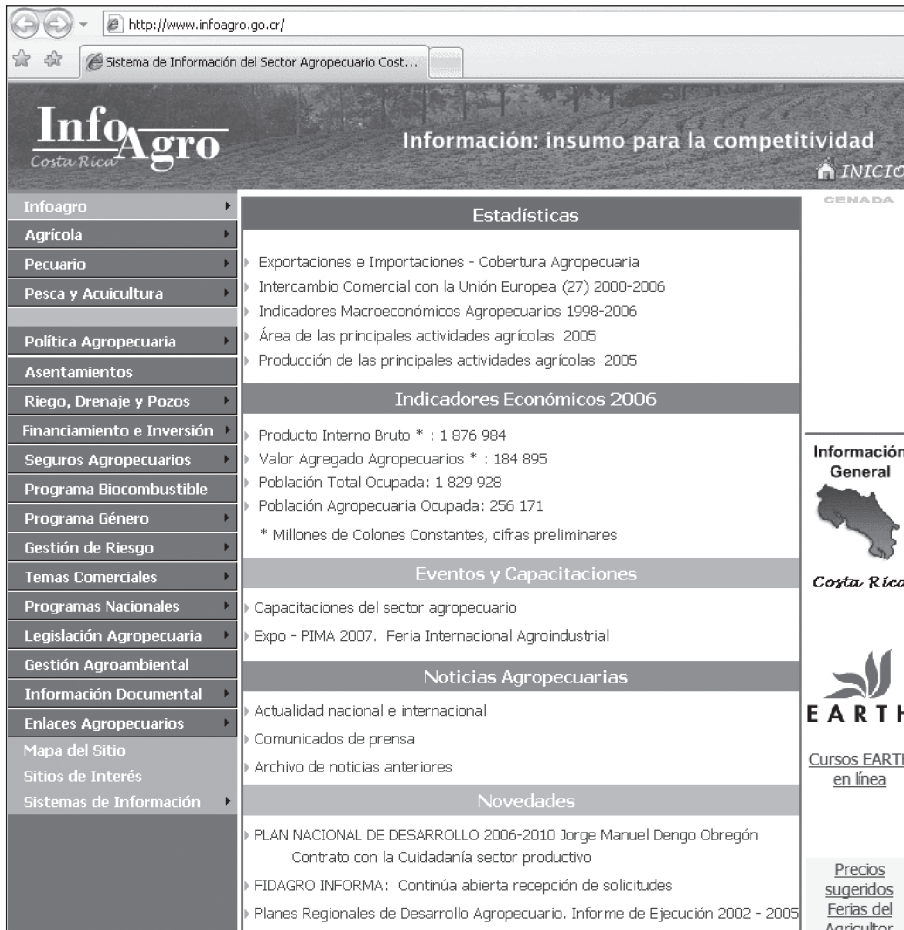 http://www.infoagro.go.cr/
Sistema de Información del Sector Agropecuario Cost...
InfoAgro
Costa Rica
Información: insumo para la competitividad
INICIO
Infoagro
Agrícola
Pecuario
Pesca y Acuicultura
Política Agropecuaria
Asentamientos
Riego, Drenaje y Pozos
Financiamiento e Inversión
Seguros Agropecuarios
Programa Biocombustible
Programa Género
Gestión de Riesgo
Temas Comerciales
Programas Nacionales
Legislación Agropecuaria
Gestión Agroambiental
Información Documental
Enlaces Agropecuarios
Mapa del Sitio
Sitios de Interés
Sistemas de Información
Estadísticas
Exportaciones e Importaciones - Cobertura Agropecuaria
Intercambio Comercial con la Unión Europea (27) 2000-2006
Indicadores Macroeconómicos Agropecuarios 1998-2006
Área de las principales actividades agrícolas 2005
Producción de las principales actividades agrícolas 2005
Indicadores Económicos 2006
Producto Interno Bruto * : 1 876 984
Valor Agregado Agropecuarios * : 184 895
Población Total Ocupada: 1 829 928
Población Agropecuaria Ocupada: 256 171
* Millones de Colones Constantes, cifras preliminares
Eventos y Capacitaciones
Capacitaciones del sector agropecuario
Expo - PIMA 2007. Feria Internacional Agroindustrial
Noticias Agropecuarias
Actualidad nacional e internacional
Comunicados de prensa
Archivo de noticias anteriores
Novedades
PLAN NACIONAL DE DESARROLLO 2006-2010 Jorge Manuel Dengo Obregón
Contrato con la Cuidadanía sector productivo
FIDAGRO INFORMA: Continúa abierta recepción de solicitudes
Planes Regionales de Desarrollo Agropecuario. Informe de Ejecución 2002 - 2005
CENADA
Información
General
Costa Rica
EARTH
Cursos EARTH
en línea
Precios
sugeridos
Ferias del
Agricultor